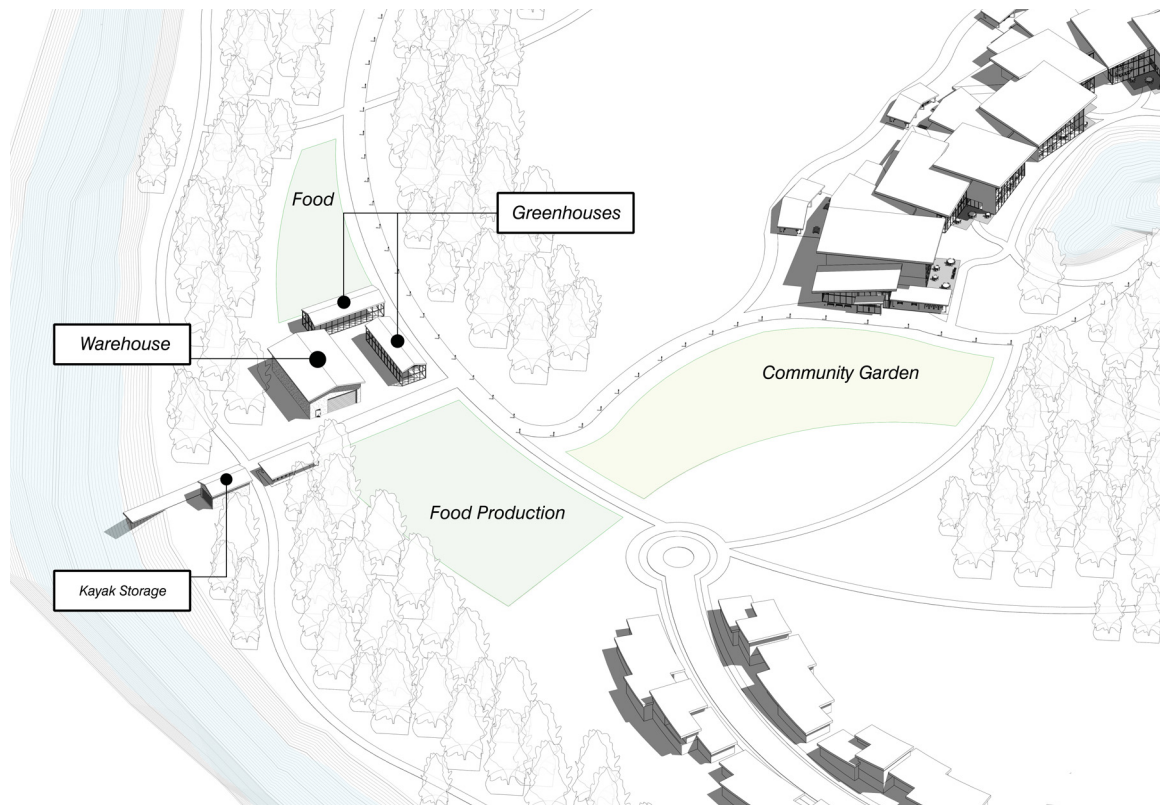 Food
Greenhouses
Warehouse
Community Garden
Food Production
Kayak Storage